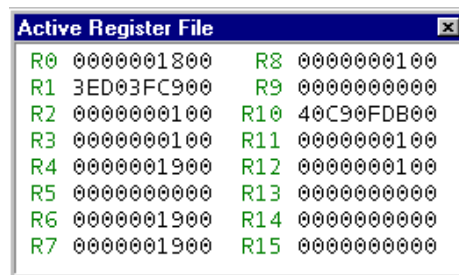 Active Register File
R0 0000001800 R8 0000000100
R1 3ED03FC900 R9 0000000000
R2 0000000100 R10 40C90FDB00
R3 0000000100 R11 0000000100
R4 0000001900 R12 0000000100
R5 0000000000 R13 0000000000
R6 0000001900 R14 0000000000
R7 0000001900 R15 0000000000